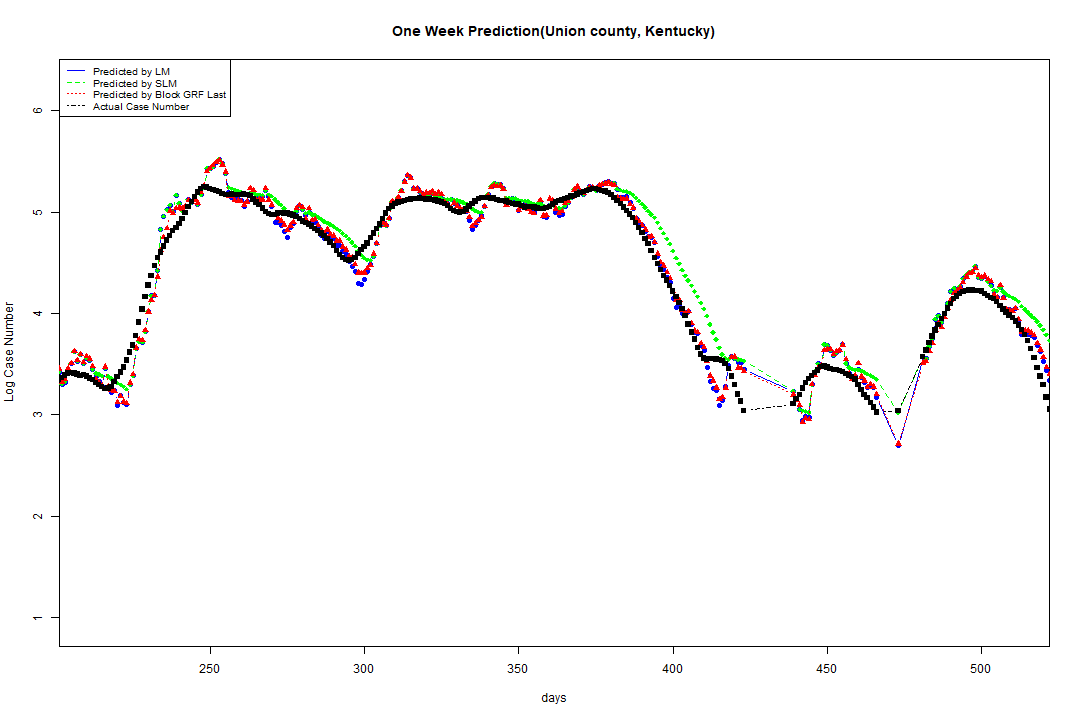 One Week Prediction(Union county, Kentucky)
Predicted by LM
Predicted by SLM
Predicted by Block GRF Last
Actual Case Number
6
5
4
3
2
1
Log Case Number
250 300 350 400 450 500
days